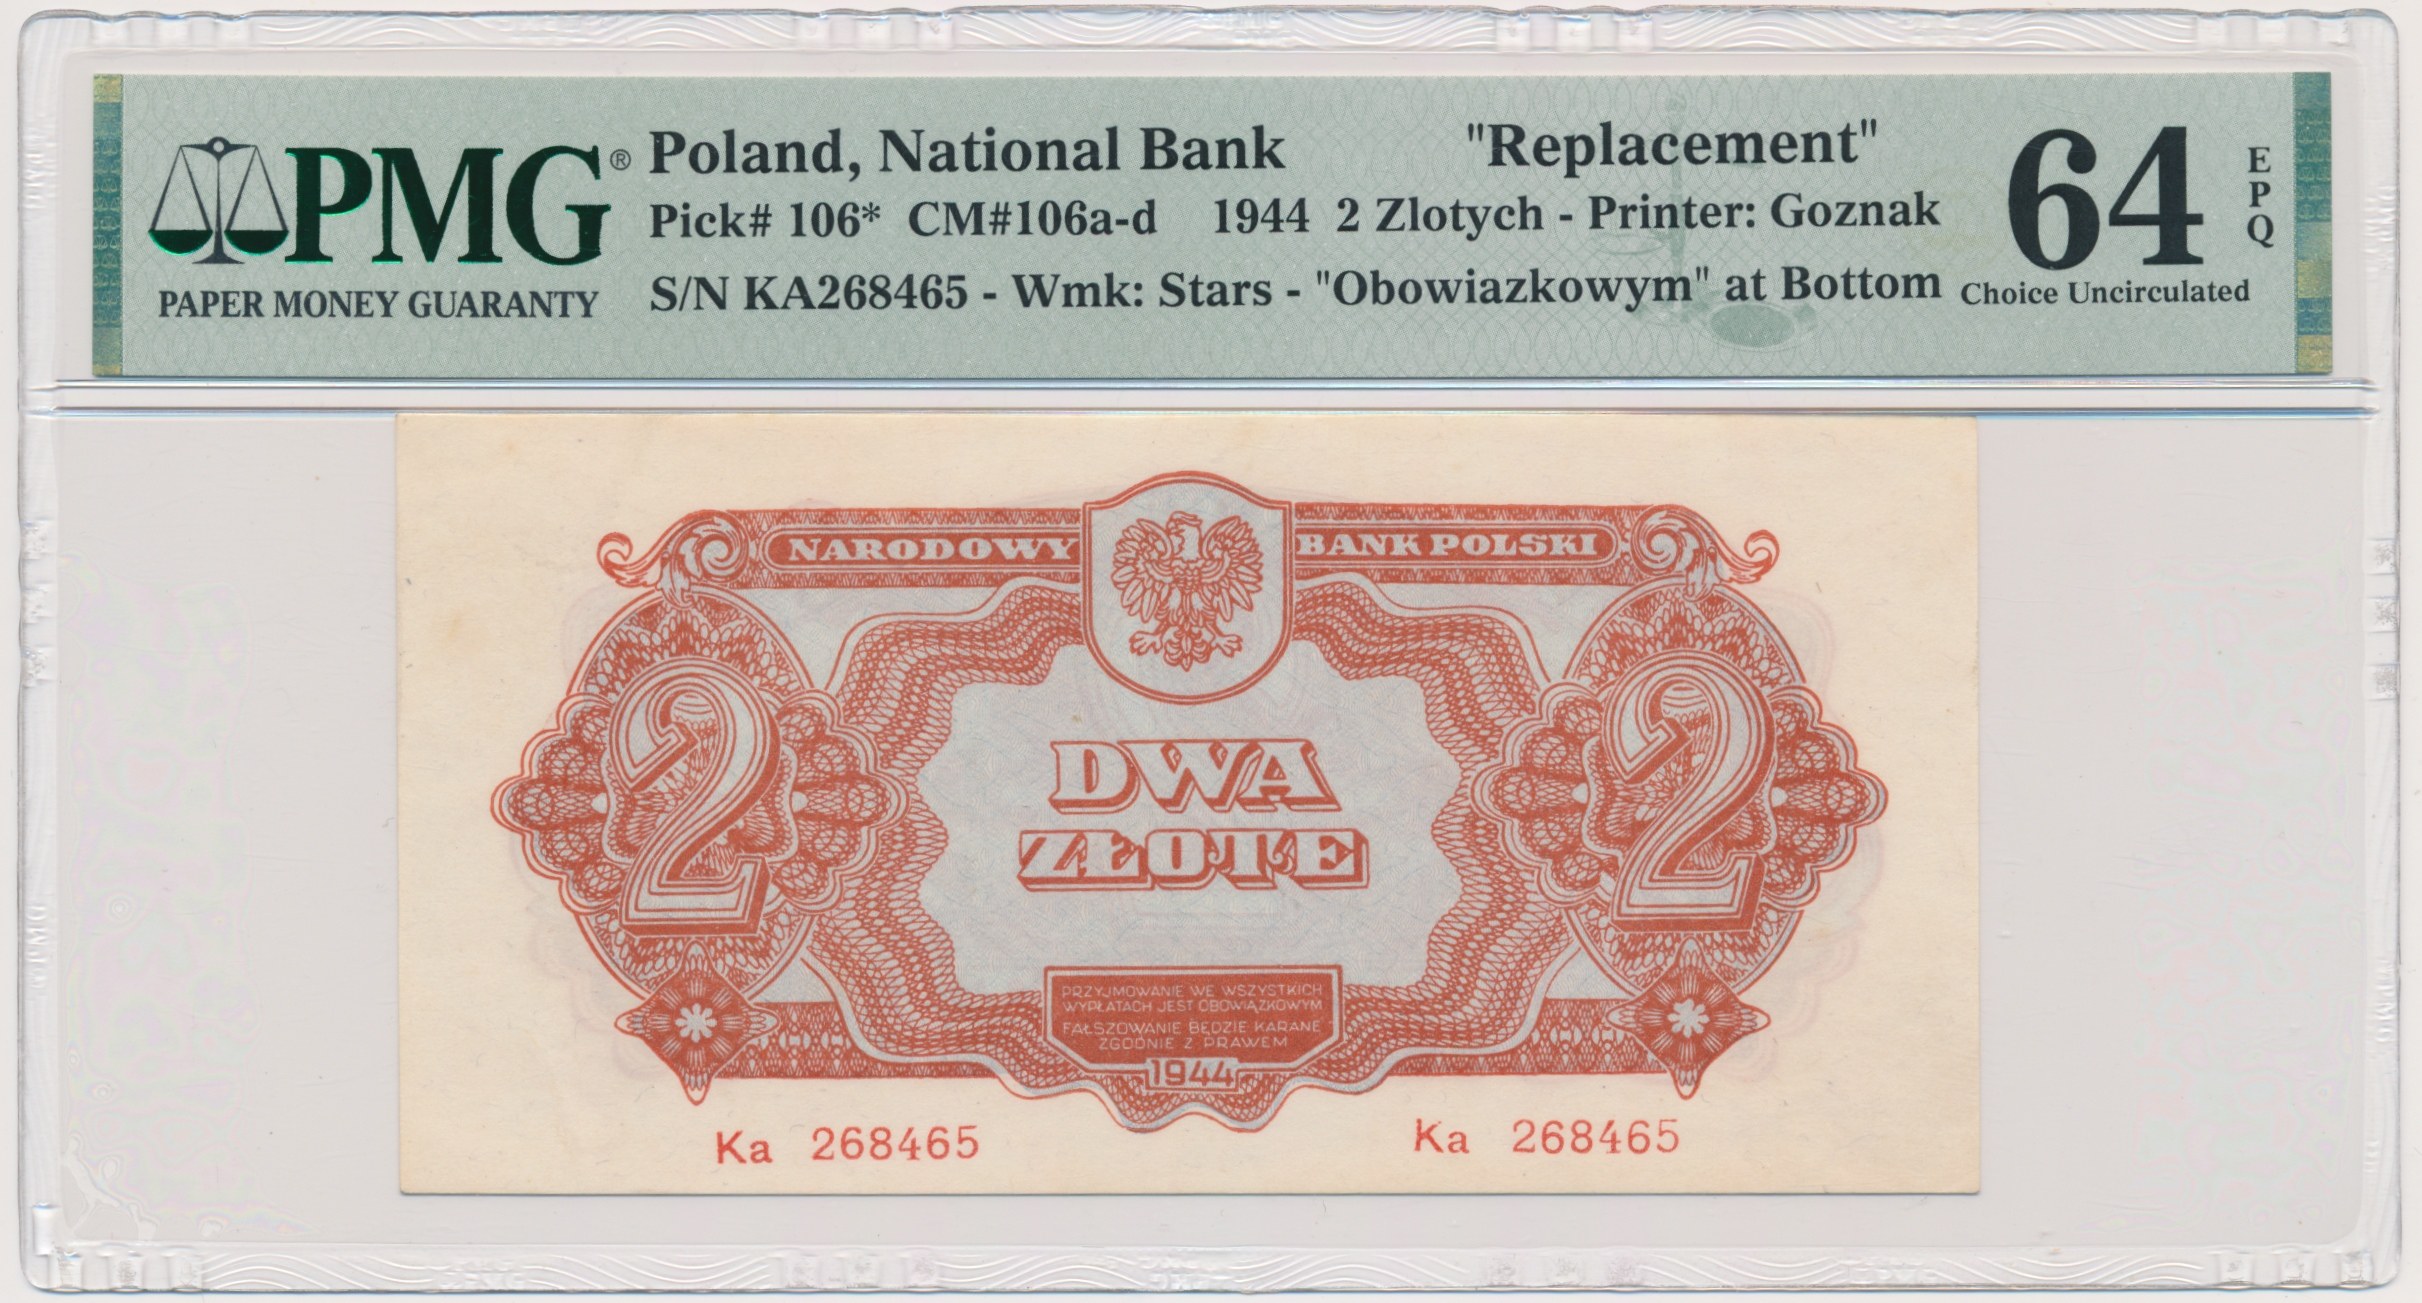 PMG®
PAPER MONEY GUARANTY
Poland, National Bank "Replacement"
Pick# 106* CM#106a-d 1944 2 Zlotych - Printer: Goznak
S/N KA268465 - Wmk: Stars - "Obowiazkowym" at Bottom
64
EPQ
Choice Uncirculated
NARODOWY BANK POLSKI
2 2
DWA
ZŁOTE
PRZYJMOWANIE WE WSZYSTKICH
WYPŁATACH JEST OBOWIĄZKOWYM
FAŁSZOWANIE BĘDZIE KARANE
ZGODNIE Z PRAWEM
1944
Ka 268465 Ka 268465